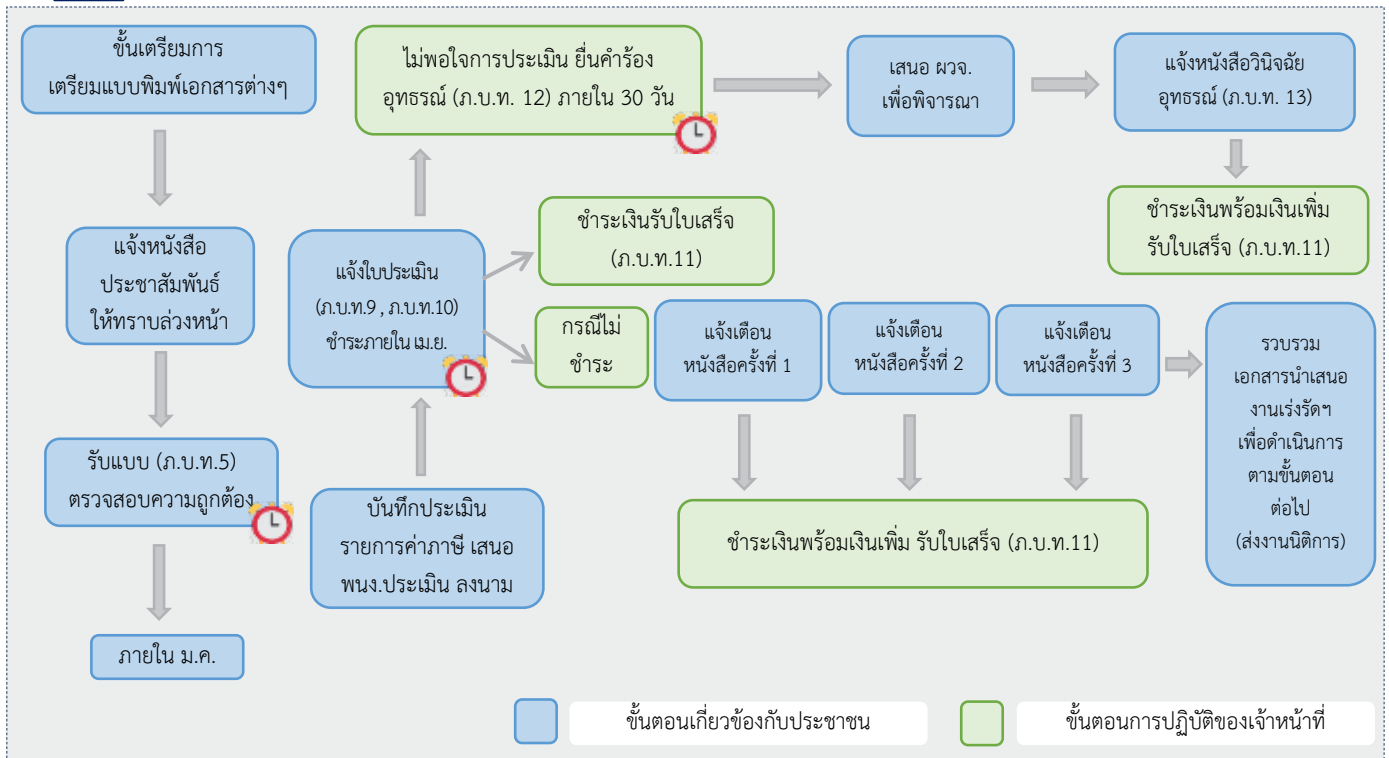 ขั้นเตรียมการ
เตรียมแบบพิมพ์เอกสารต่างๆ
แจ้งหนังสือ
ประชาสัมพันธ์
ให้ทราบล่วงหน้า
รับแบบ (ภ.บ.ท.5)
ตรวจสอบความถูกต้อง
ภายใน ม.ค.
บันทึกประเมิน
รายการค่าภาษี เสนอ
พนง.ประเมิน ลงนาม
แจ้งใบประเมิน
(ภ.บ.ท.9 , ภ.บ.ท.10)
ชำระภายใน เม.ย.
ไม่พอใจการประเมิน ยื่นคำร้อง
อุทธรณ์ (ภ.บ.ท. 12) ภายใน 30 วัน
เสนอ ผวจ.
เพื่อพิจารณา
แจ้งหนังสือวินิจฉัย
อุทธรณ์ (ภ.บ.ท. 13)
ชำระเงินพร้อมเงินเพิ่ม
รับใบเสร็จ (ภ.บ.ท.11)
ชำระเงินรับใบเสร็จ
(ภ.บ.ท.11)
กรณีไม่
ชำระ
แจ้งเตือน
หนังสือครั้งที่ 1
แจ้งเตือน
หนังสือครั้งที่ 2
แจ้งเตือน
หนังสือครั้งที่ 3
รวบรวม
เอกสารนำเสนอ
งานเร่งรัดฯ
เพื่อดำเนินการ
ตามขั้นตอน
ต่อไป
(ส่งงานนิติการ)
ชำระเงินพร้อมเงินเพิ่ม รับใบเสร็จ (ภ.บ.ท.11)
ขั้นตอนเกี่ยวข้องกับประชาชน
ขั้นตอนการปฏิบัติของเจ้าหน้าที่